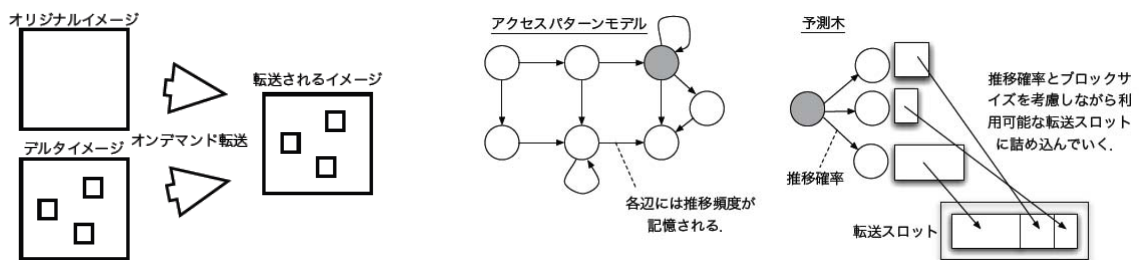 オリジナルイメージ
転送されるイメージ
オンデマンド転送
デルタイメージ
アクセスパターンモデル
各辺には推移頻度が
記憶される.
予測木
推移確率とブロックサ
イズを考慮しながら利
用可能な転送スロット
に詰め込んでいく.
推移確率
転送スロット